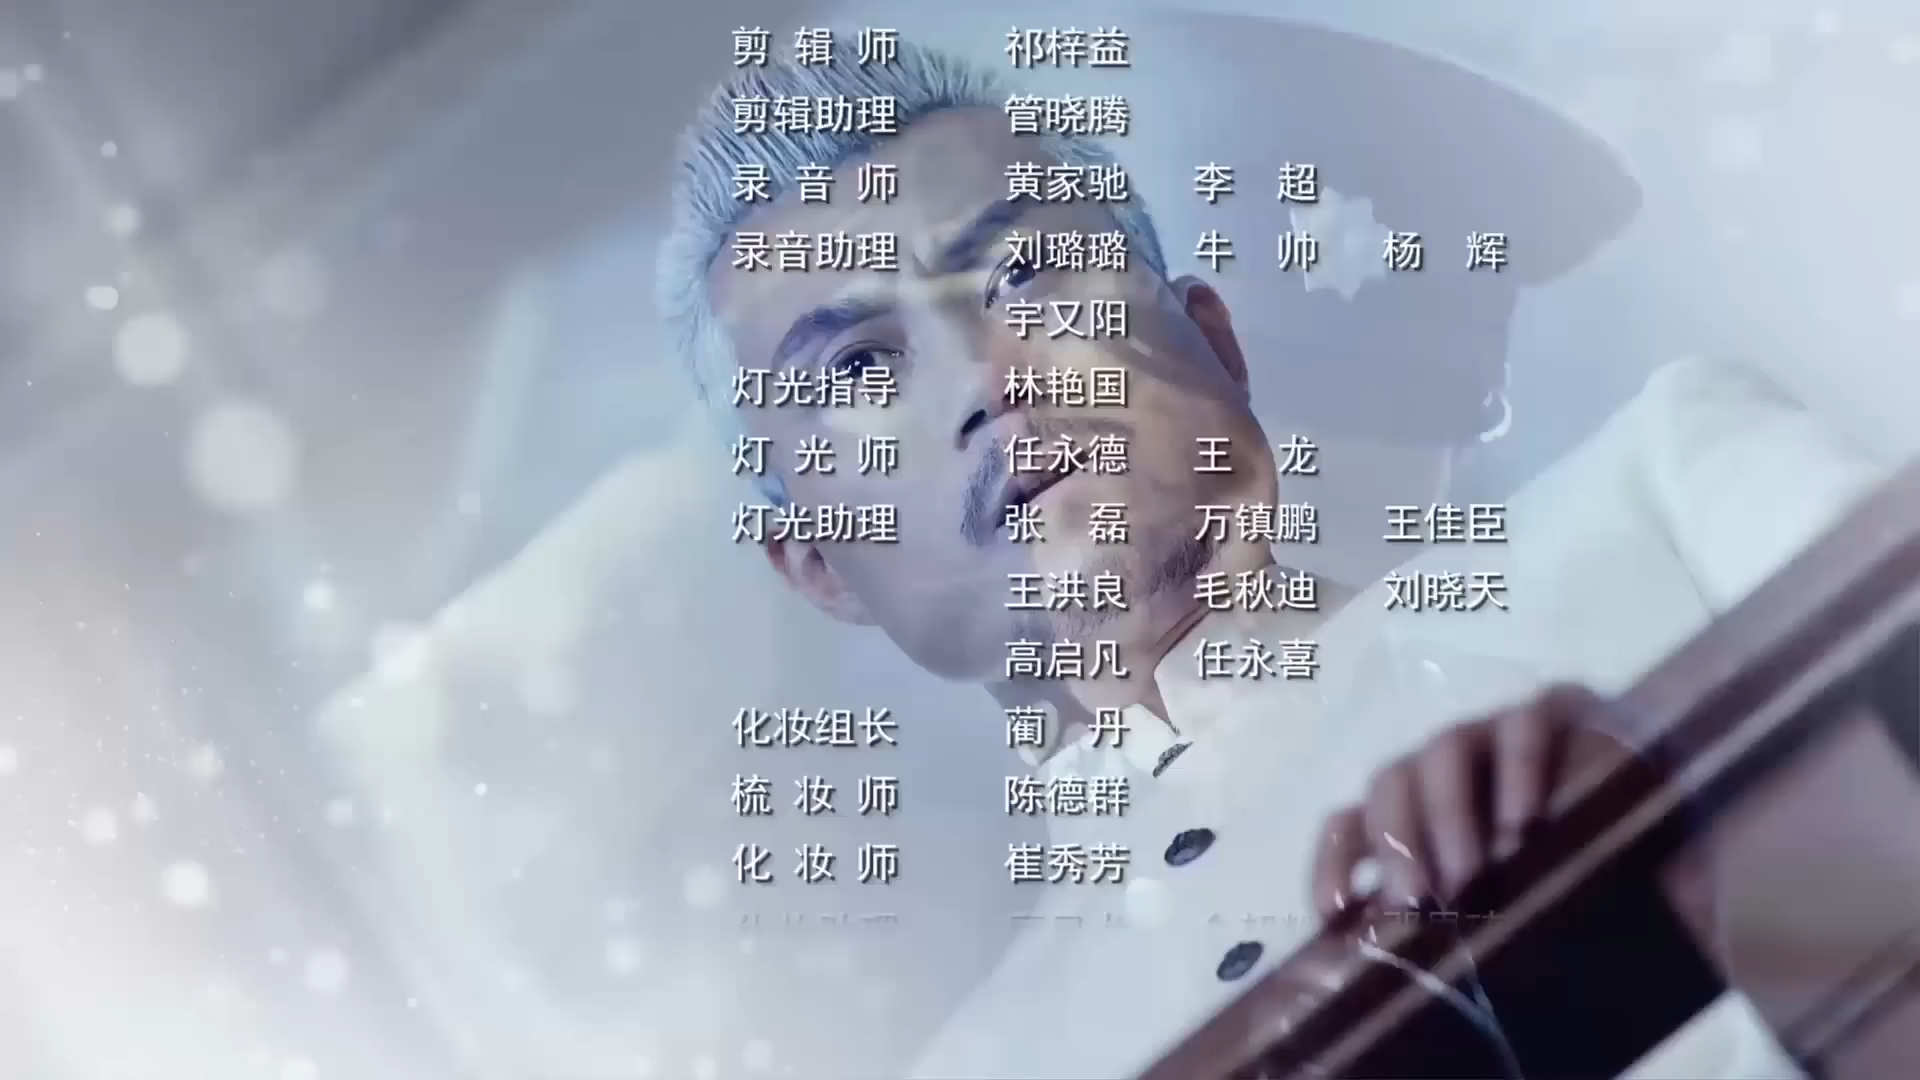 剪辑师 祁梓益
剪辑助理 管晓腾
录音师 黄家驰 李超
录音助理 刘璐璐 牛帅 杨辉
宇又阳
灯光指导 林艳国
灯光师 任永德 王龙
灯光助理 张磊 万镇鹏 王佳臣
王洪良 毛秋迪 刘晓天
高启凡 任永喜
化妆组长 蔺丹
梳妆师 陈德群
化妆师 崔秀芳